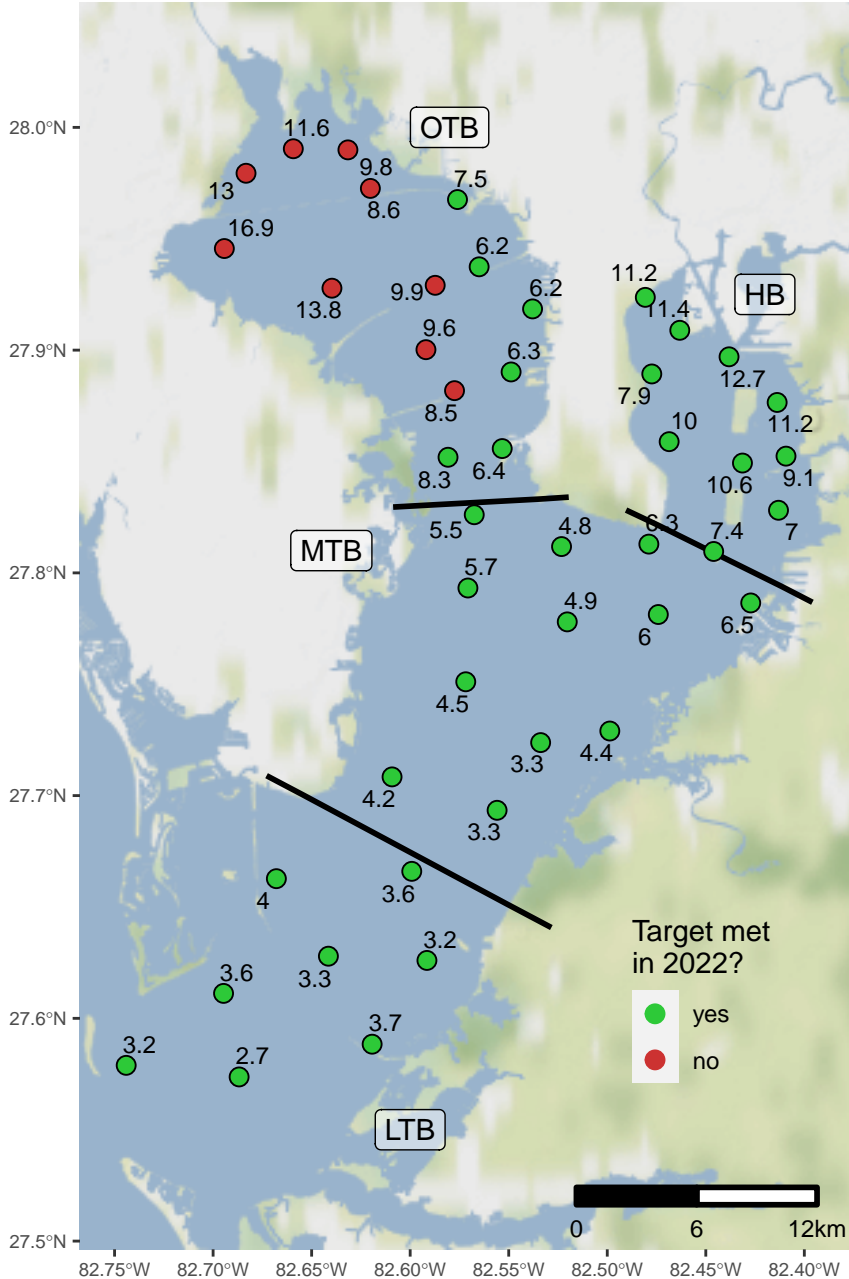 28.0°N
27.9°N
27.8°N
27.7°N
27.6°N
27.5°N
OTB
11.6
9.8
13
8.6
7.5
16.9
6.2
9.9
6.2
13.8
9.6
6.3
8.5
8.3
6.4
HB
11.2
11.4
12.7
7.9
11.2
10
10.6
9.1
7
7.4
MTB
5.5
4.8
6.3
5.7
4.9
6
6.5
4.5
3.3
4.4
4.2
3.3
3.6
4
3.3
3.2
3.6
3.7
3.2
2.7
LTB
Target met
in 2022?
yes
no
0 6 12km
82.75°W 82.70°W 82.65°W 82.60°W 82.55°W 82.50°W 82.45°W 82.40°W